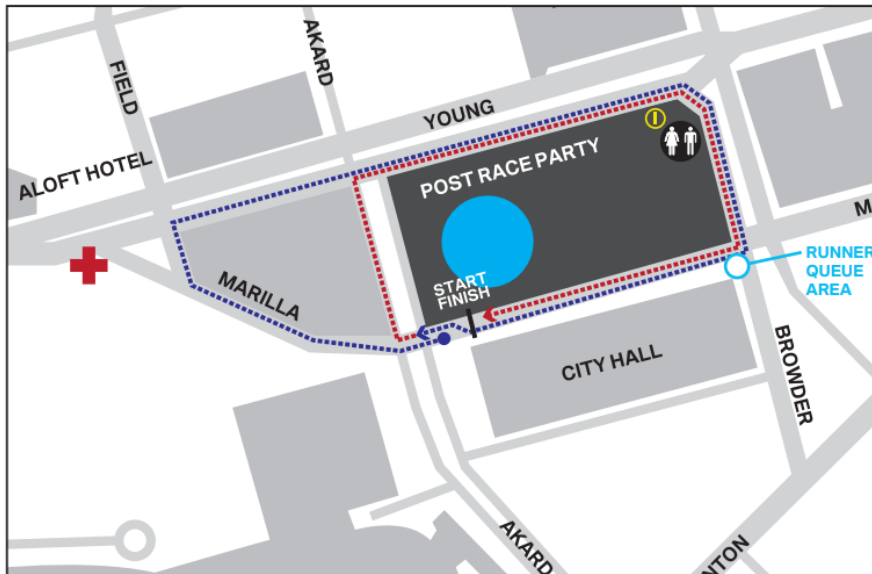 FIELD
AKARD
YOUNG
ALOFT HOTEL
POST RACE PARTY
MARILLA
START
FINISH
RUNNER
QUEUE
AREA
CITY HALL
BROWDER
AKARD